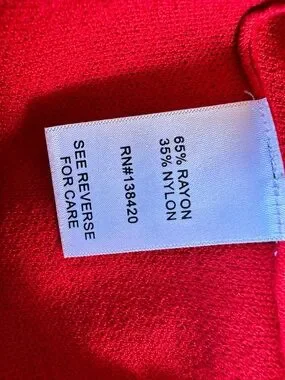 65% RAYON
35% NYLON
RN#138420
SEE REVERSE
FOR CARE